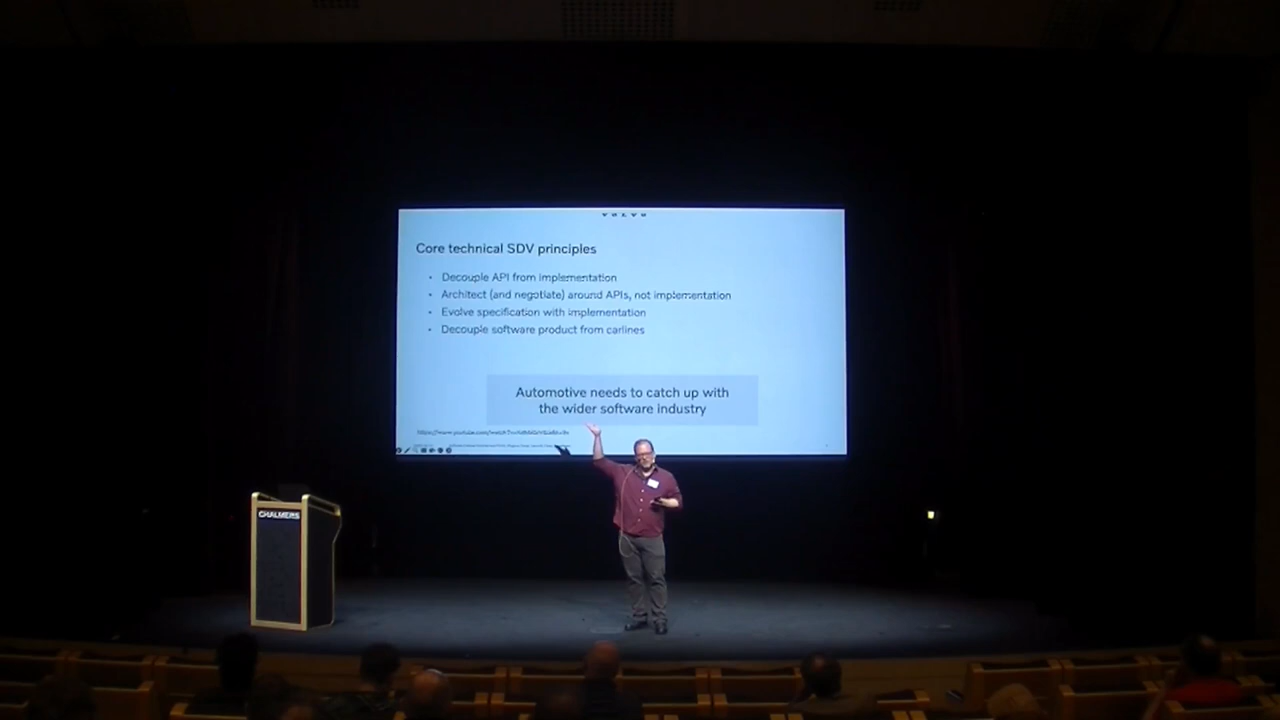 VOLVO
Core technical SDV principles
• Decouple API from implementation
• Architect (and negotiate) around APIs, not implementation
• Evolve specification with implementation
• Decouple software product from carlines
Automotive needs to catch up with
the wider software industry
CHALMERS